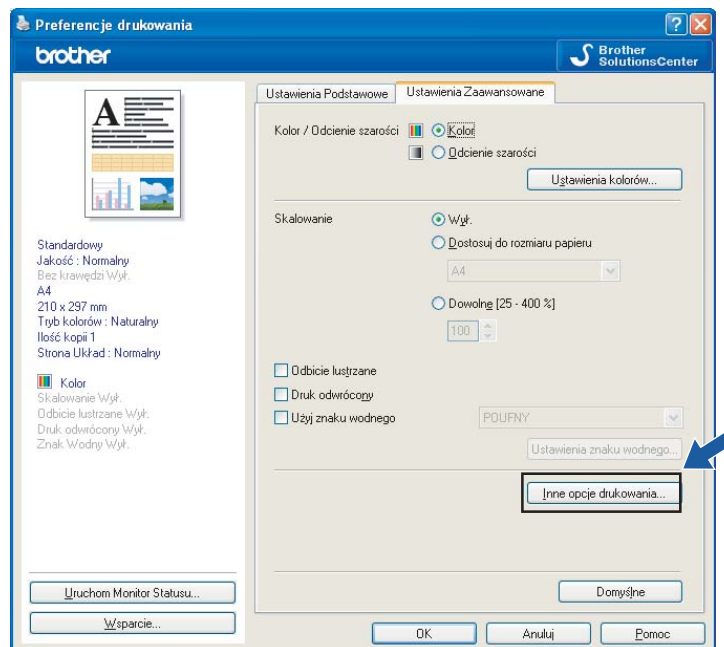 Preferencje drukowania
brother
Brother
SolutionsCenter
Ustawienia Podstawowe
Ustawienia Zaawansowane
A
Standardowy
Jakość : Normalny
Bez krawędzi Wył.
A4
210 x 297 mm
Tryb kolorów : Naturalny
Ilość kopii 1
Strona Układ : Normalny
Kolor
Skalowanie Wył.
Odbicie lustrzane Wył.
Druk odwrócony Wył.
Znak Wodny Wył.
Uruchom Monitor Statusu...
Wsparcie...
Kolor / Odcienie szarości
Kolor
Odcienie szarości
Ustawienia kolorów...
Skalowanie
Wył.
Dostosuj do rozmiaru papieru
A4
Dowolne [25 - 400 %]
100
Odbicie lustrzane
Druk odwrócony
Użyj znaku wodnego
POUFNY
Ustawienia znaku wodnego...
Inne opcje drukowania...
Domyślne
OK
Anuluj
Pomoc